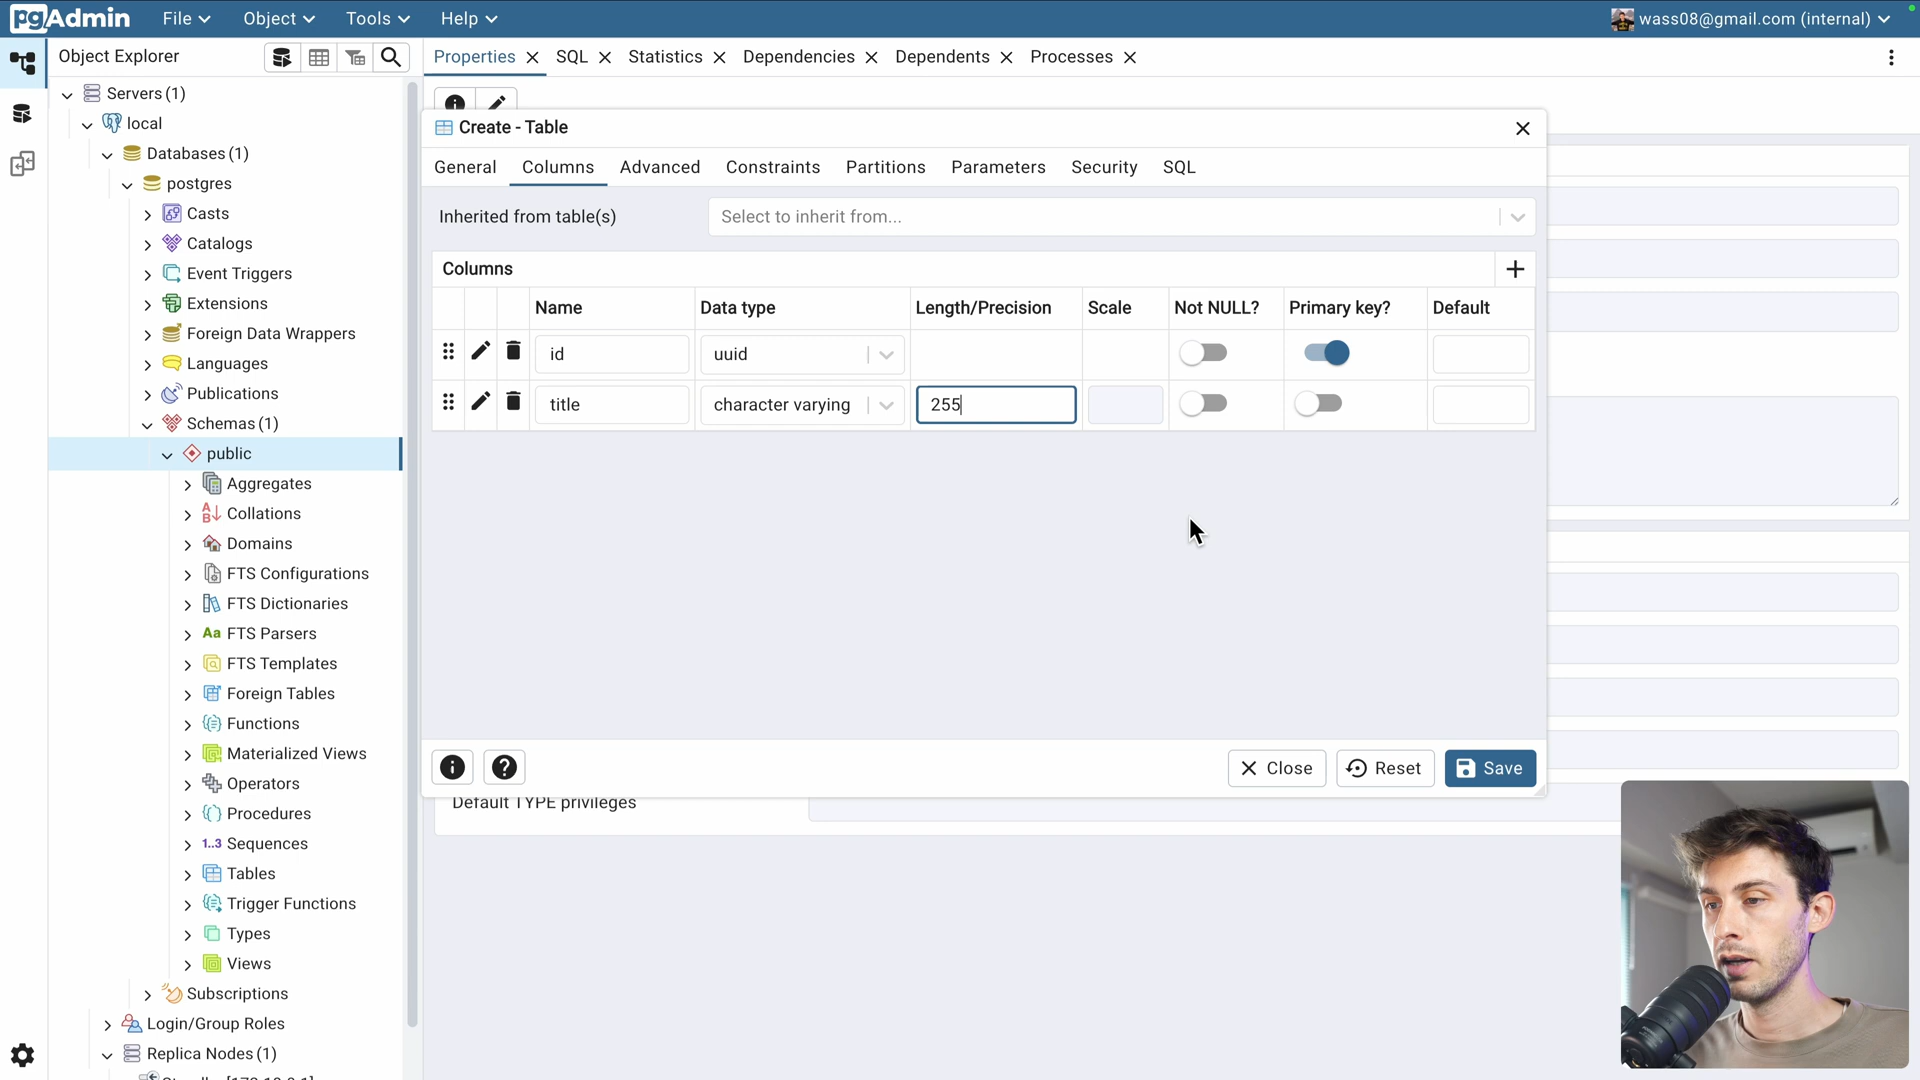 pgAdmin File Object Tools Help wass08@gmail.com (internal)
Object Explorer
Properties SQL Statistics Dependencies Dependents Processes
Servers (1)
local
Databases (1)
postgres
Casts
Catalogs
Event Triggers
Extensions
Foreign Data Wrappers
Languages
Publications
Schemas (1)
public
Aggregates
Collations
Domains
FTS Configurations
FTS Dictionaries
Aa FTS Parsers
FTS Templates
Foreign Tables
Functions
Materialized Views
Operators
Procedures
1..3 Sequences
Tables
Trigger Functions
Types
Views
Subscriptions
Login/Group Roles
Replica Nodes (1)
Create - Table
General Columns Advanced Constraints Partitions Parameters Security SQL
Inherited from table(s) Select to inherit from...
Columns
Name Data type Length/Precision Scale Not NULL? Primary key? Default
id uuid
title character varying 255
Close Reset Save
Default TYPE privileges